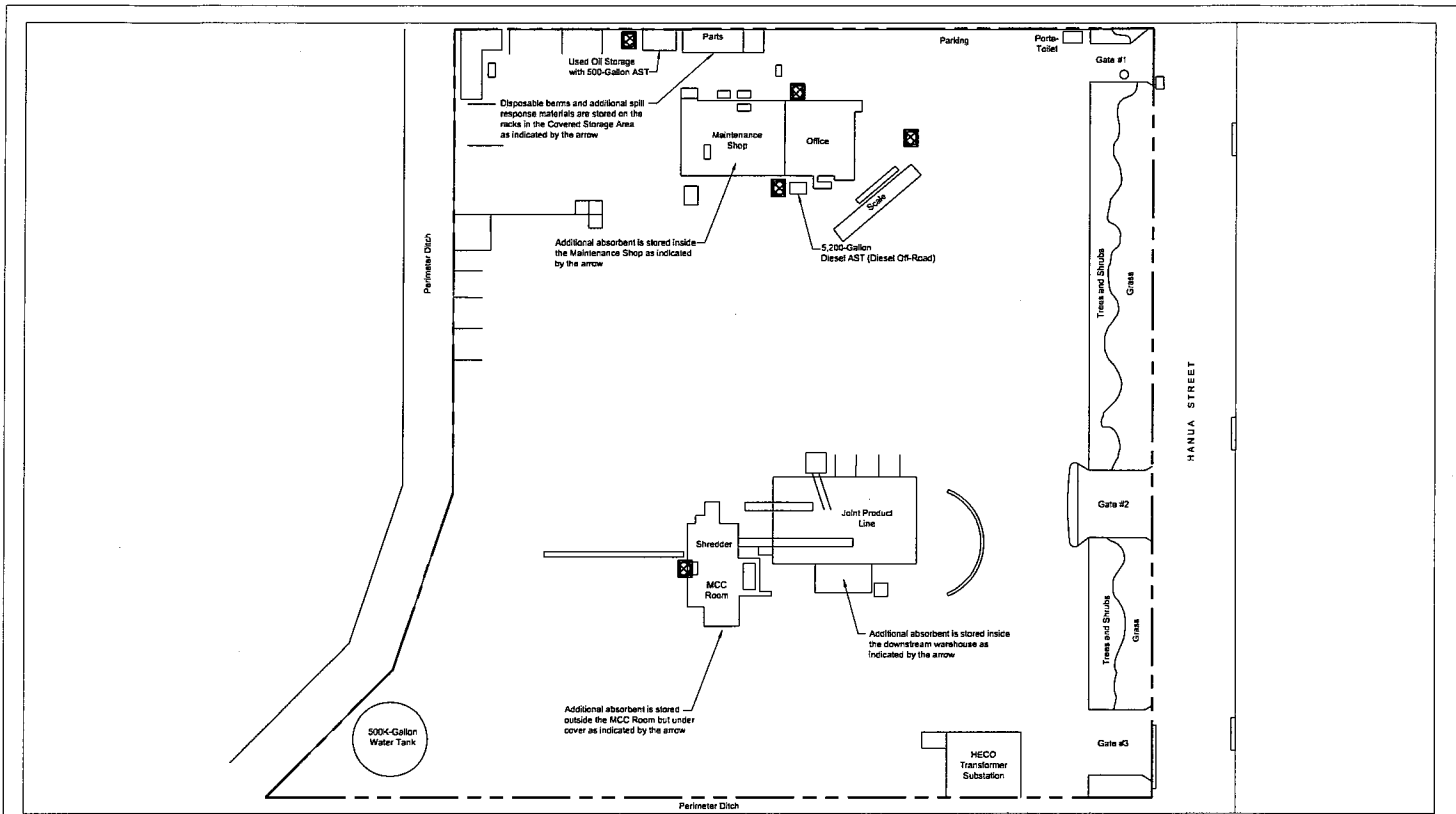 Parts
Parking
Porta-
Toilet
Gate #1
Used Oil Storage
with 500-Gallon AST
Disposable berms and additional spill
response materials are stored on the
racks in the Covered Storage Area
as indicated by the arrow
Maintenance
Shop
Office
Scale
Additional absorbent is stored inside
the Maintenance Shop as indicated
by the arrow
5,200-Gallon
Diesel AST (Diesel Off-Road)
Perimeter Ditch
Trees and Shrubs
Grass
HANUA STREET
Gate #2
Joint Product
Line
Shredder
MCC
Room
Trees and Shrubs
Grass
Additional absorbent is stored inside
the downstream warehouse as
indicated by the arrow
Additional absorbent is stored
outside the MCC Room but under
cover as indicated by the arrow
500K-Gallon
Water Tank
HECO
Transformer
Substation
Gate #3
Perimeter Ditch